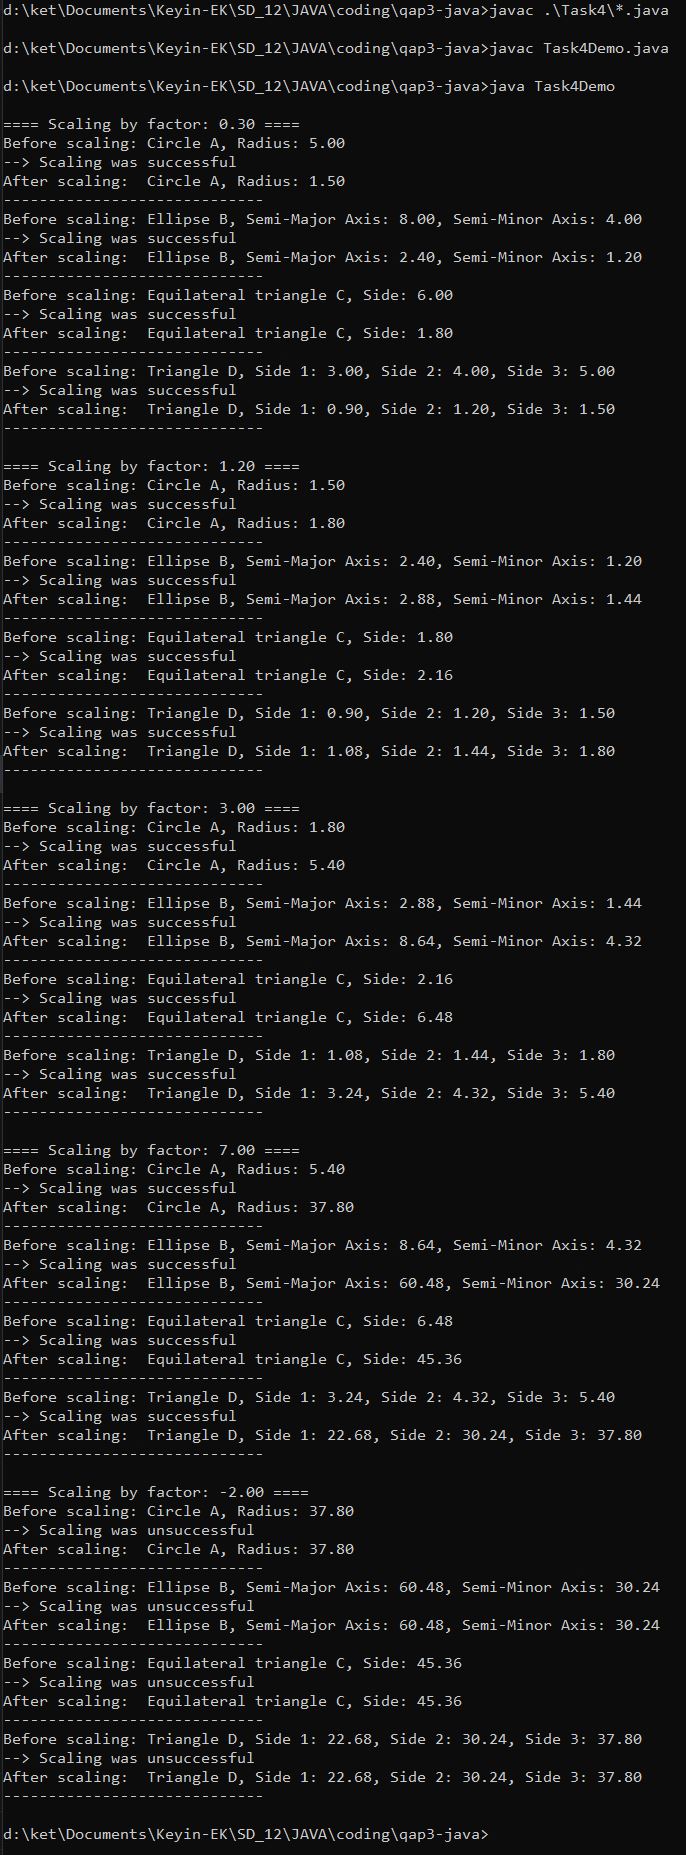 d:\ket\Documents\Keyin-EK\SD_12\JAVA\coding\qap3-java>javac .\Task4\*.java
d:\ket\Documents\Keyin-EK\SD_12\JAVA\coding\qap3-java>javac Task4Demo.java
d:\ket\Documents\Keyin-EK\SD_12\JAVA\coding\qap3-java>java Task4Demo
==== Scaling by factor: 0.30 ====
Before scaling: Circle A, Radius: 5.00
--> Scaling was successful
After scaling:  Circle A, Radius: 1.50
-----------------------------
Before scaling: Ellipse B, Semi-Major Axis: 8.00, Semi-Minor Axis: 4.00
--> Scaling was successful
After scaling:  Ellipse B, Semi-Major Axis: 2.40, Semi-Minor Axis: 1.20
-----------------------------
Before scaling: Equilateral triangle C, Side: 6.00
--> Scaling was successful
After scaling:  Equilateral triangle C, Side: 1.80
-----------------------------
Before scaling: Triangle D, Side 1: 3.00, Side 2: 4.00, Side 3: 5.00
--> Scaling was successful
After scaling:  Triangle D, Side 1: 0.90, Side 2: 1.20, Side 3: 1.50
-----------------------------
==== Scaling by factor: 1.20 ====
Before scaling: Circle A, Radius: 1.50
--> Scaling was successful
After scaling:  Circle A, Radius: 1.80
-----------------------------
Before scaling: Ellipse B, Semi-Major Axis: 2.40, Semi-Minor Axis: 1.20
--> Scaling was successful
After scaling:  Ellipse B, Semi-Major Axis: 2.88, Semi-Minor Axis: 1.44
-----------------------------
Before scaling: Equilateral triangle C, Side: 1.80
--> Scaling was successful
After scaling:  Equilateral triangle C, Side: 2.16
-----------------------------
Before scaling: Triangle D, Side 1: 0.90, Side 2: 1.20, Side 3: 1.50
--> Scaling was successful
After scaling:  Triangle D, Side 1: 1.08, Side 2: 1.44, Side 3: 1.80
-----------------------------
==== Scaling by factor: 3.00 ====
Before scaling: Circle A, Radius: 1.80
--> Scaling was successful
After scaling:  Circle A, Radius: 5.40
-----------------------------
Before scaling: Ellipse B, Semi-Major Axis: 2.88, Semi-Minor Axis: 1.44
--> Scaling was successful
After scaling:  Ellipse B, Semi-Major Axis: 8.64, Semi-Minor Axis: 4.32
-----------------------------
Before scaling: Equilateral triangle C, Side: 2.16
--> Scaling was successful
After scaling:  Equilateral triangle C, Side: 6.48
-----------------------------
Before scaling: Triangle D, Side 1: 1.08, Side 2: 1.44, Side 3: 1.80
--> Scaling was successful
After scaling:  Triangle D, Side 1: 3.24, Side 2: 4.32, Side 3: 5.40
-----------------------------
==== Scaling by factor: 7.00 ====
Before scaling: Circle A, Radius: 5.40
--> Scaling was successful
After scaling:  Circle A, Radius: 37.80
-----------------------------
Before scaling: Ellipse B, Semi-Major Axis: 8.64, Semi-Minor Axis: 4.32
--> Scaling was successful
After scaling:  Ellipse B, Semi-Major Axis: 60.48, Semi-Minor Axis: 30.24
-----------------------------
Before scaling: Equilateral triangle C, Side: 6.48
--> Scaling was successful
After scaling:  Equilateral triangle C, Side: 45.36
-----------------------------
Before scaling: Triangle D, Side 1: 3.24, Side 2: 4.32, Side 3: 5.40
--> Scaling was successful
After scaling:  Triangle D, Side 1: 22.68, Side 2: 30.24, Side 3: 37.80
-----------------------------
==== Scaling by factor: -2.00 ====
Before scaling: Circle A, Radius: 37.80
--> Scaling was unsuccessful
After scaling:  Circle A, Radius: 37.80
-----------------------------
Before scaling: Ellipse B, Semi-Major Axis: 60.48, Semi-Minor Axis: 30.24
--> Scaling was unsuccessful
After scaling:  Ellipse B, Semi-Major Axis: 60.48, Semi-Minor Axis: 30.24
-----------------------------
Before scaling: Equilateral triangle C, Side: 45.36
--> Scaling was unsuccessful
After scaling:  Equilateral triangle C, Side: 45.36
-----------------------------
Before scaling: Triangle D, Side 1: 22.68, Side 2: 30.24, Side 3: 37.80
--> Scaling was unsuccessful
After scaling:  Triangle D, Side 1: 22.68, Side 2: 30.24, Side 3: 37.80
-----------------------------
d:\ket\Documents\Keyin-EK\SD_12\JAVA\coding\qap3-java>